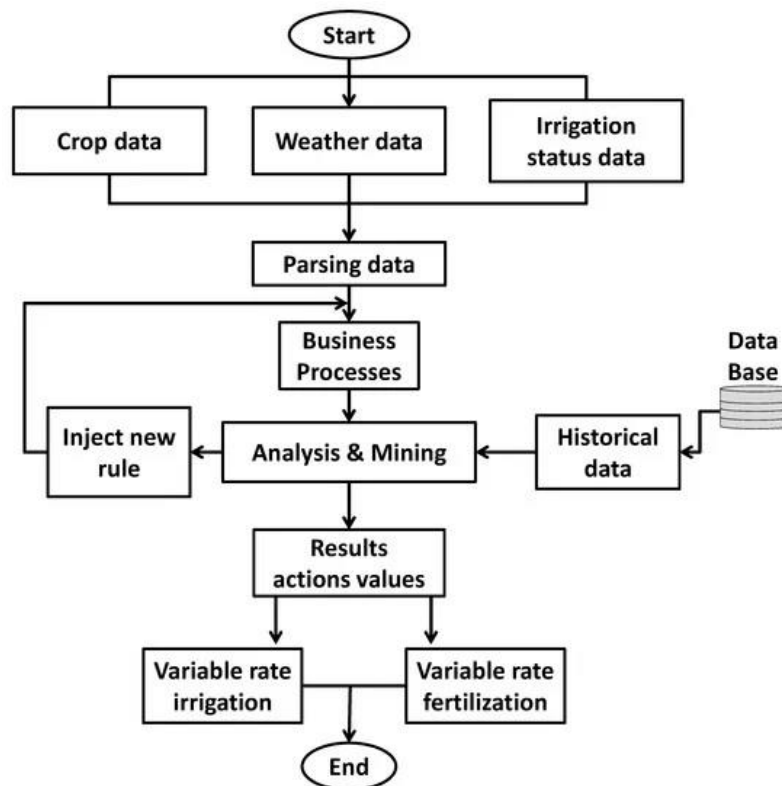 Start
Crop data
Weather data
Irrigation
status data
Parsing data
Business
Processes
Data
Base
Inject new
rule
Analysis & Mining
Historical
data
Results
actions values
Variable rate
irrigation
Variable rate
fertilization
End